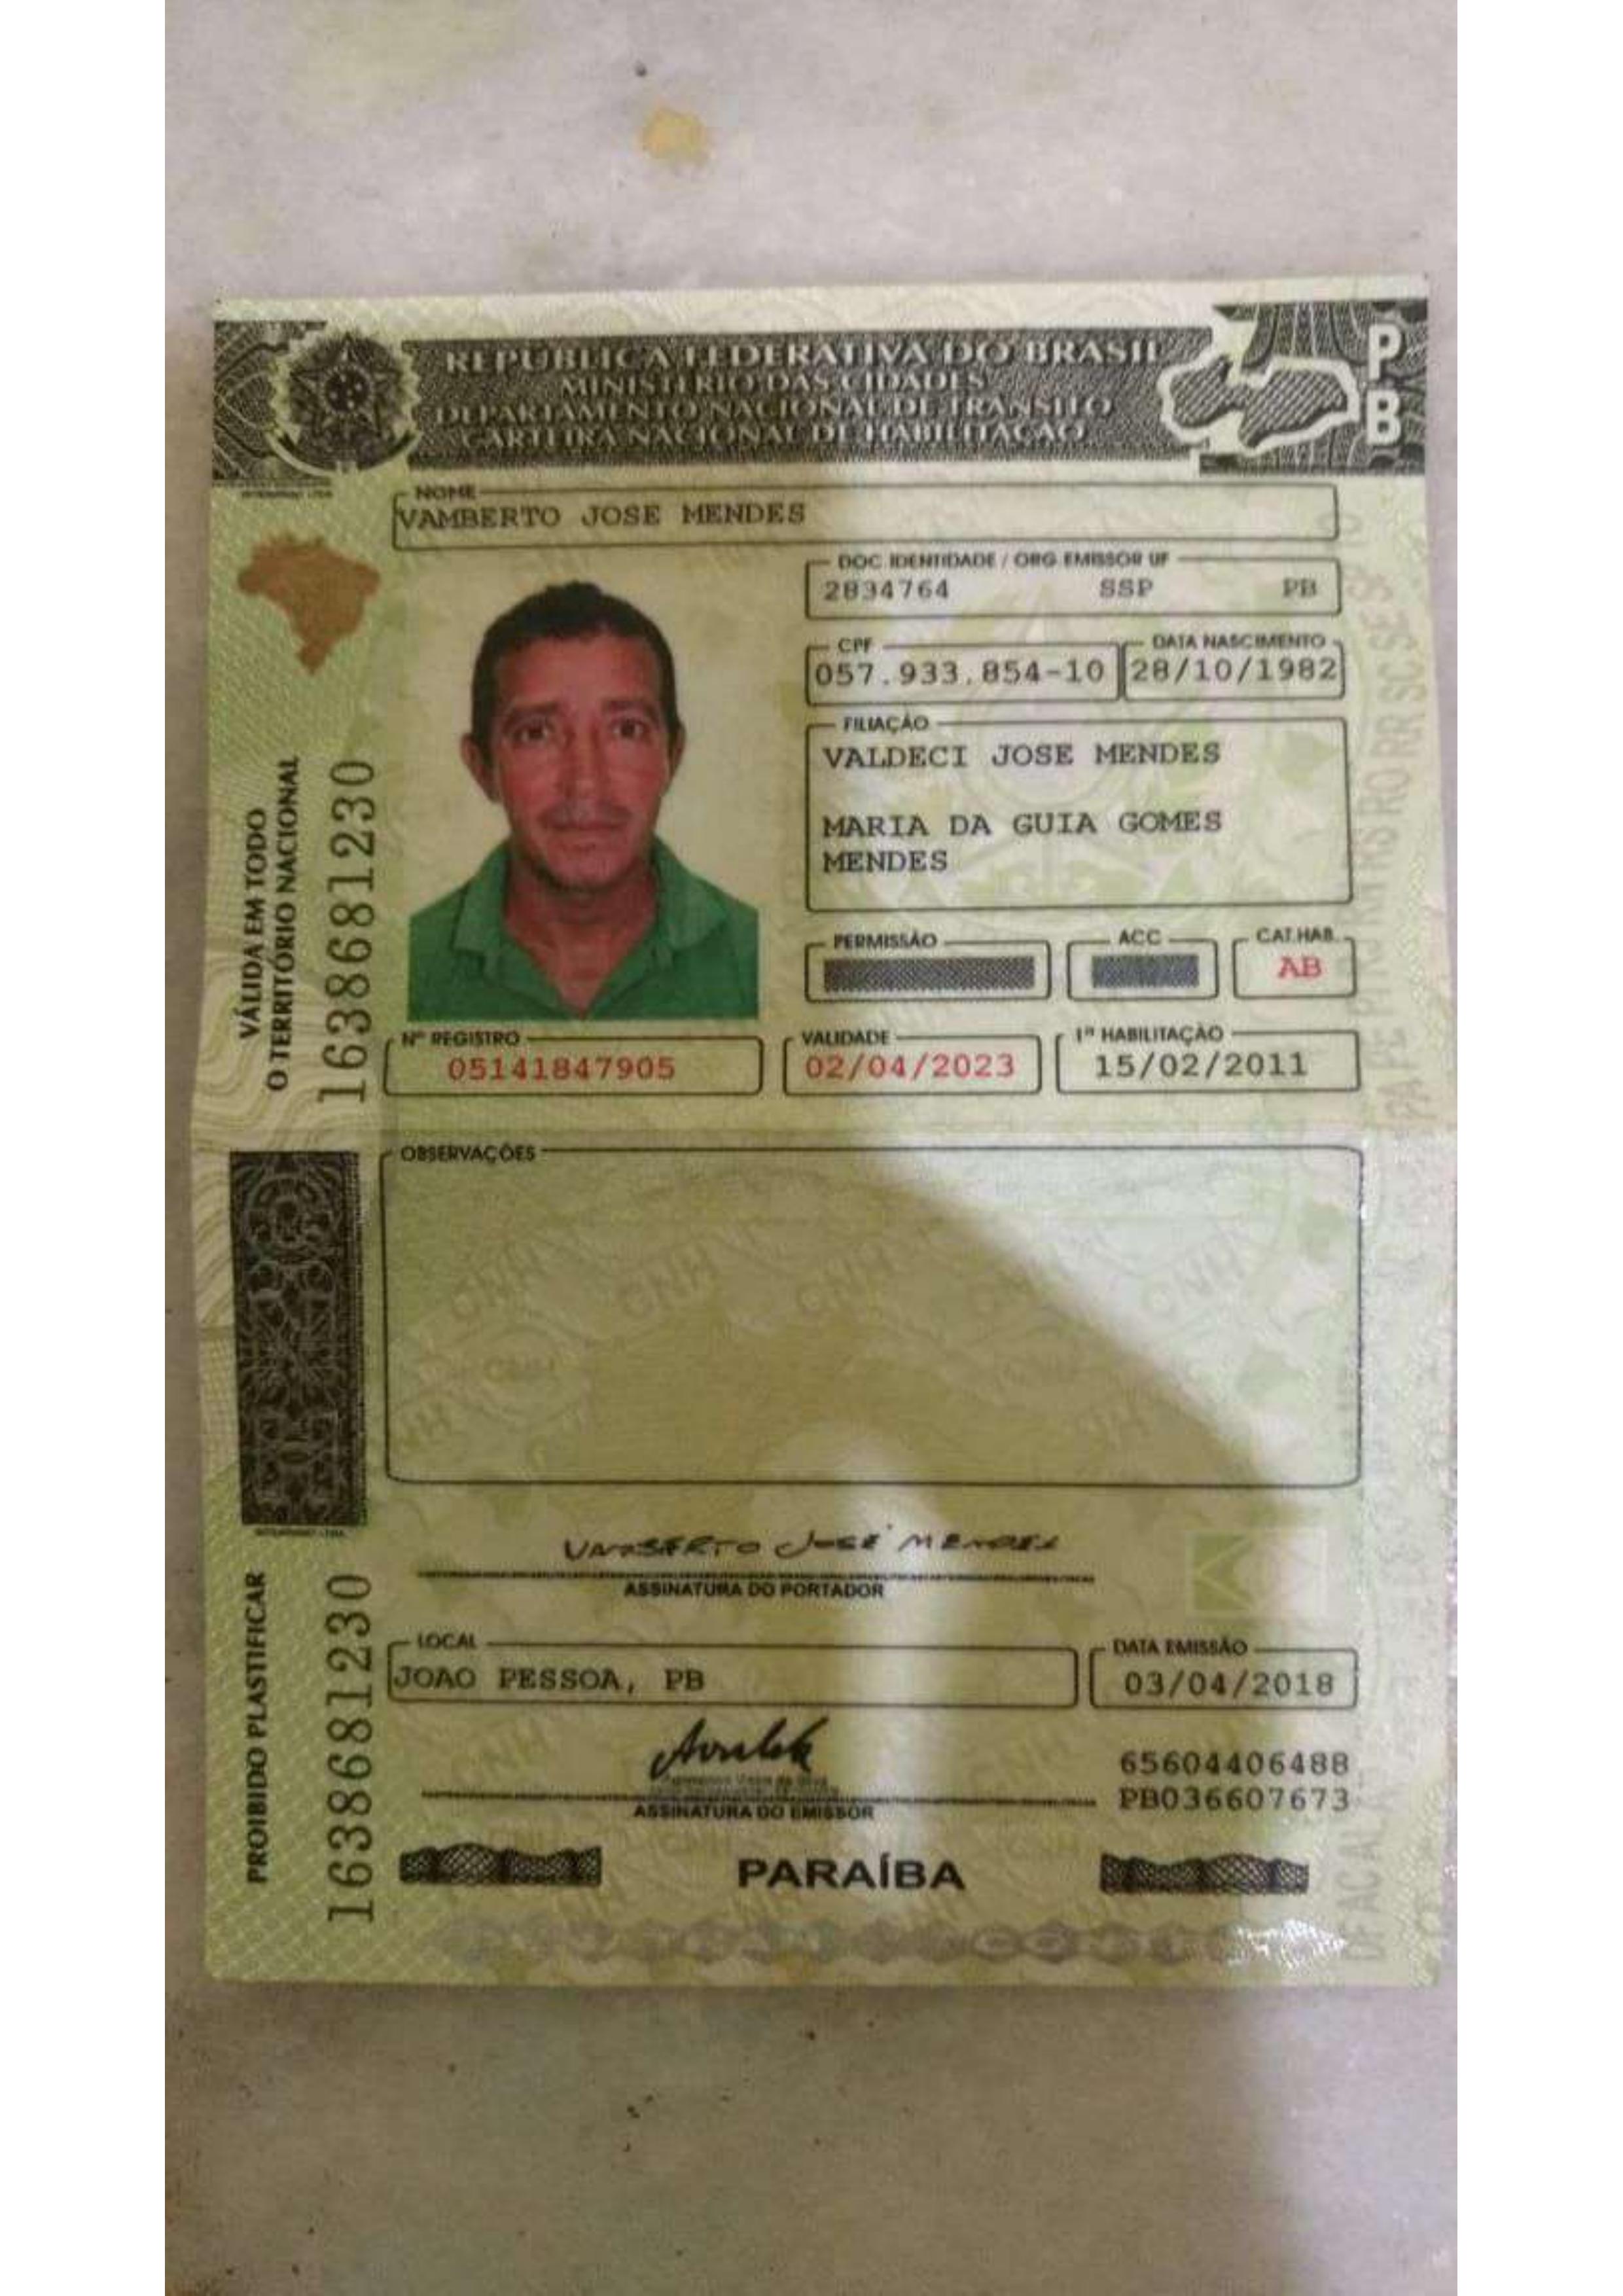 REPÚBLICA FEDERATIVA DO BRASIL
MINISTÉRIO DAS CIDADES
DEPARTAMENTO NACIONAL DE TRÂNSITO
CARTEIRA NACIONAL DE HABILITAÇÃO
PB
NOME
VAMBERTO JOSE MENDES
DOC IDENTIDADE / ORG EMISSOR UF
2834764 SSP PB
CPF DATA NASCIMENTO
057.933.854-10 28/10/1982
FILIAÇÃO
VALDECI JOSE MENDES
MARIA DA GUIA GOMES
MENDES
PERMISSÃO ACC CAT.HAB.
AB
Nº REGISTRO VALIDADE 1ª HABILITAÇÃO
05141847905 02/04/2023 15/02/2011
VÁLIDA EM TODO
O TERRITÓRIO NACIONAL
1638681230
OBSERVAÇÕES
VAMBERTO JOSÉ MENDES
ASSINATURA DO PORTADOR
LOCAL DATA EMISSÃO
JOAO PESSOA, PB 03/04/2018
65604406488
PB036607673
ASSINATURA DO EMISSOR
PROIBIDO PLASTIFICAR
1638681230
PARAÍBA